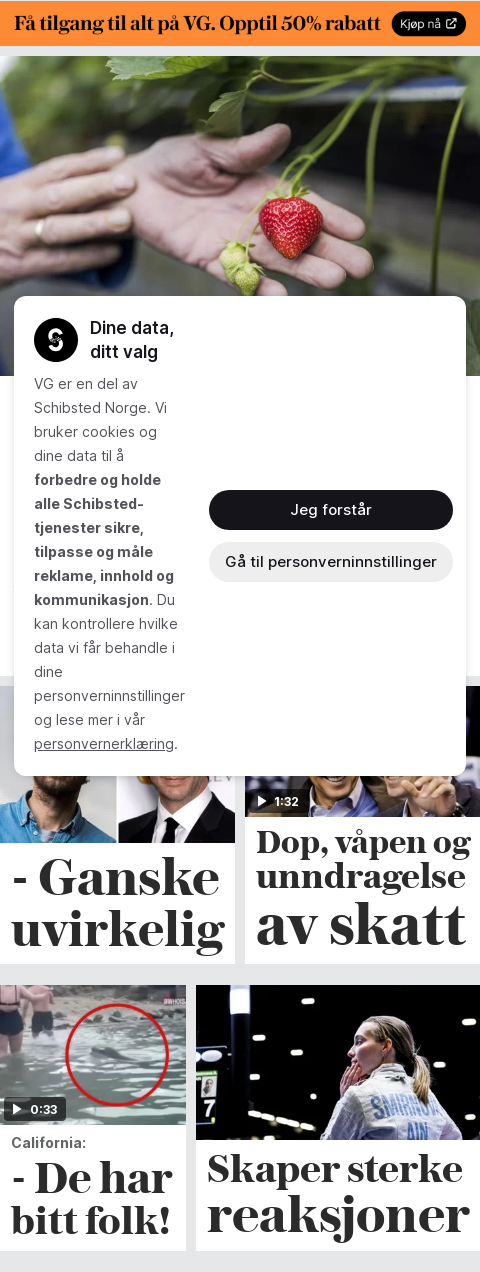 Få tilgang til alt på VG. Opptil 50% rabatt
Kjøp nå
Dine data,
ditt valg
VG er en del av
Schibsted Norge. Vi
bruker cookies og
dine data til å
forbedre og holde
alle Schibsted-
tjenester sikre,
tilpasse og måle
reklame, innhold og
kommunikasjon. Du
kan kontrollere hvilke
data vi får behandle i
dine
personverninnstillinger
og lese mer i vår
personvernerklæring.
Jeg forstår
Gå til personverninnstillinger
1:32
- Ganske
uvirkelig
Dop, våpen og
unndragelse
av skatt
0:33
California:
- De har
bitt folk!
7
AIN
Skaper sterke
reaksjoner